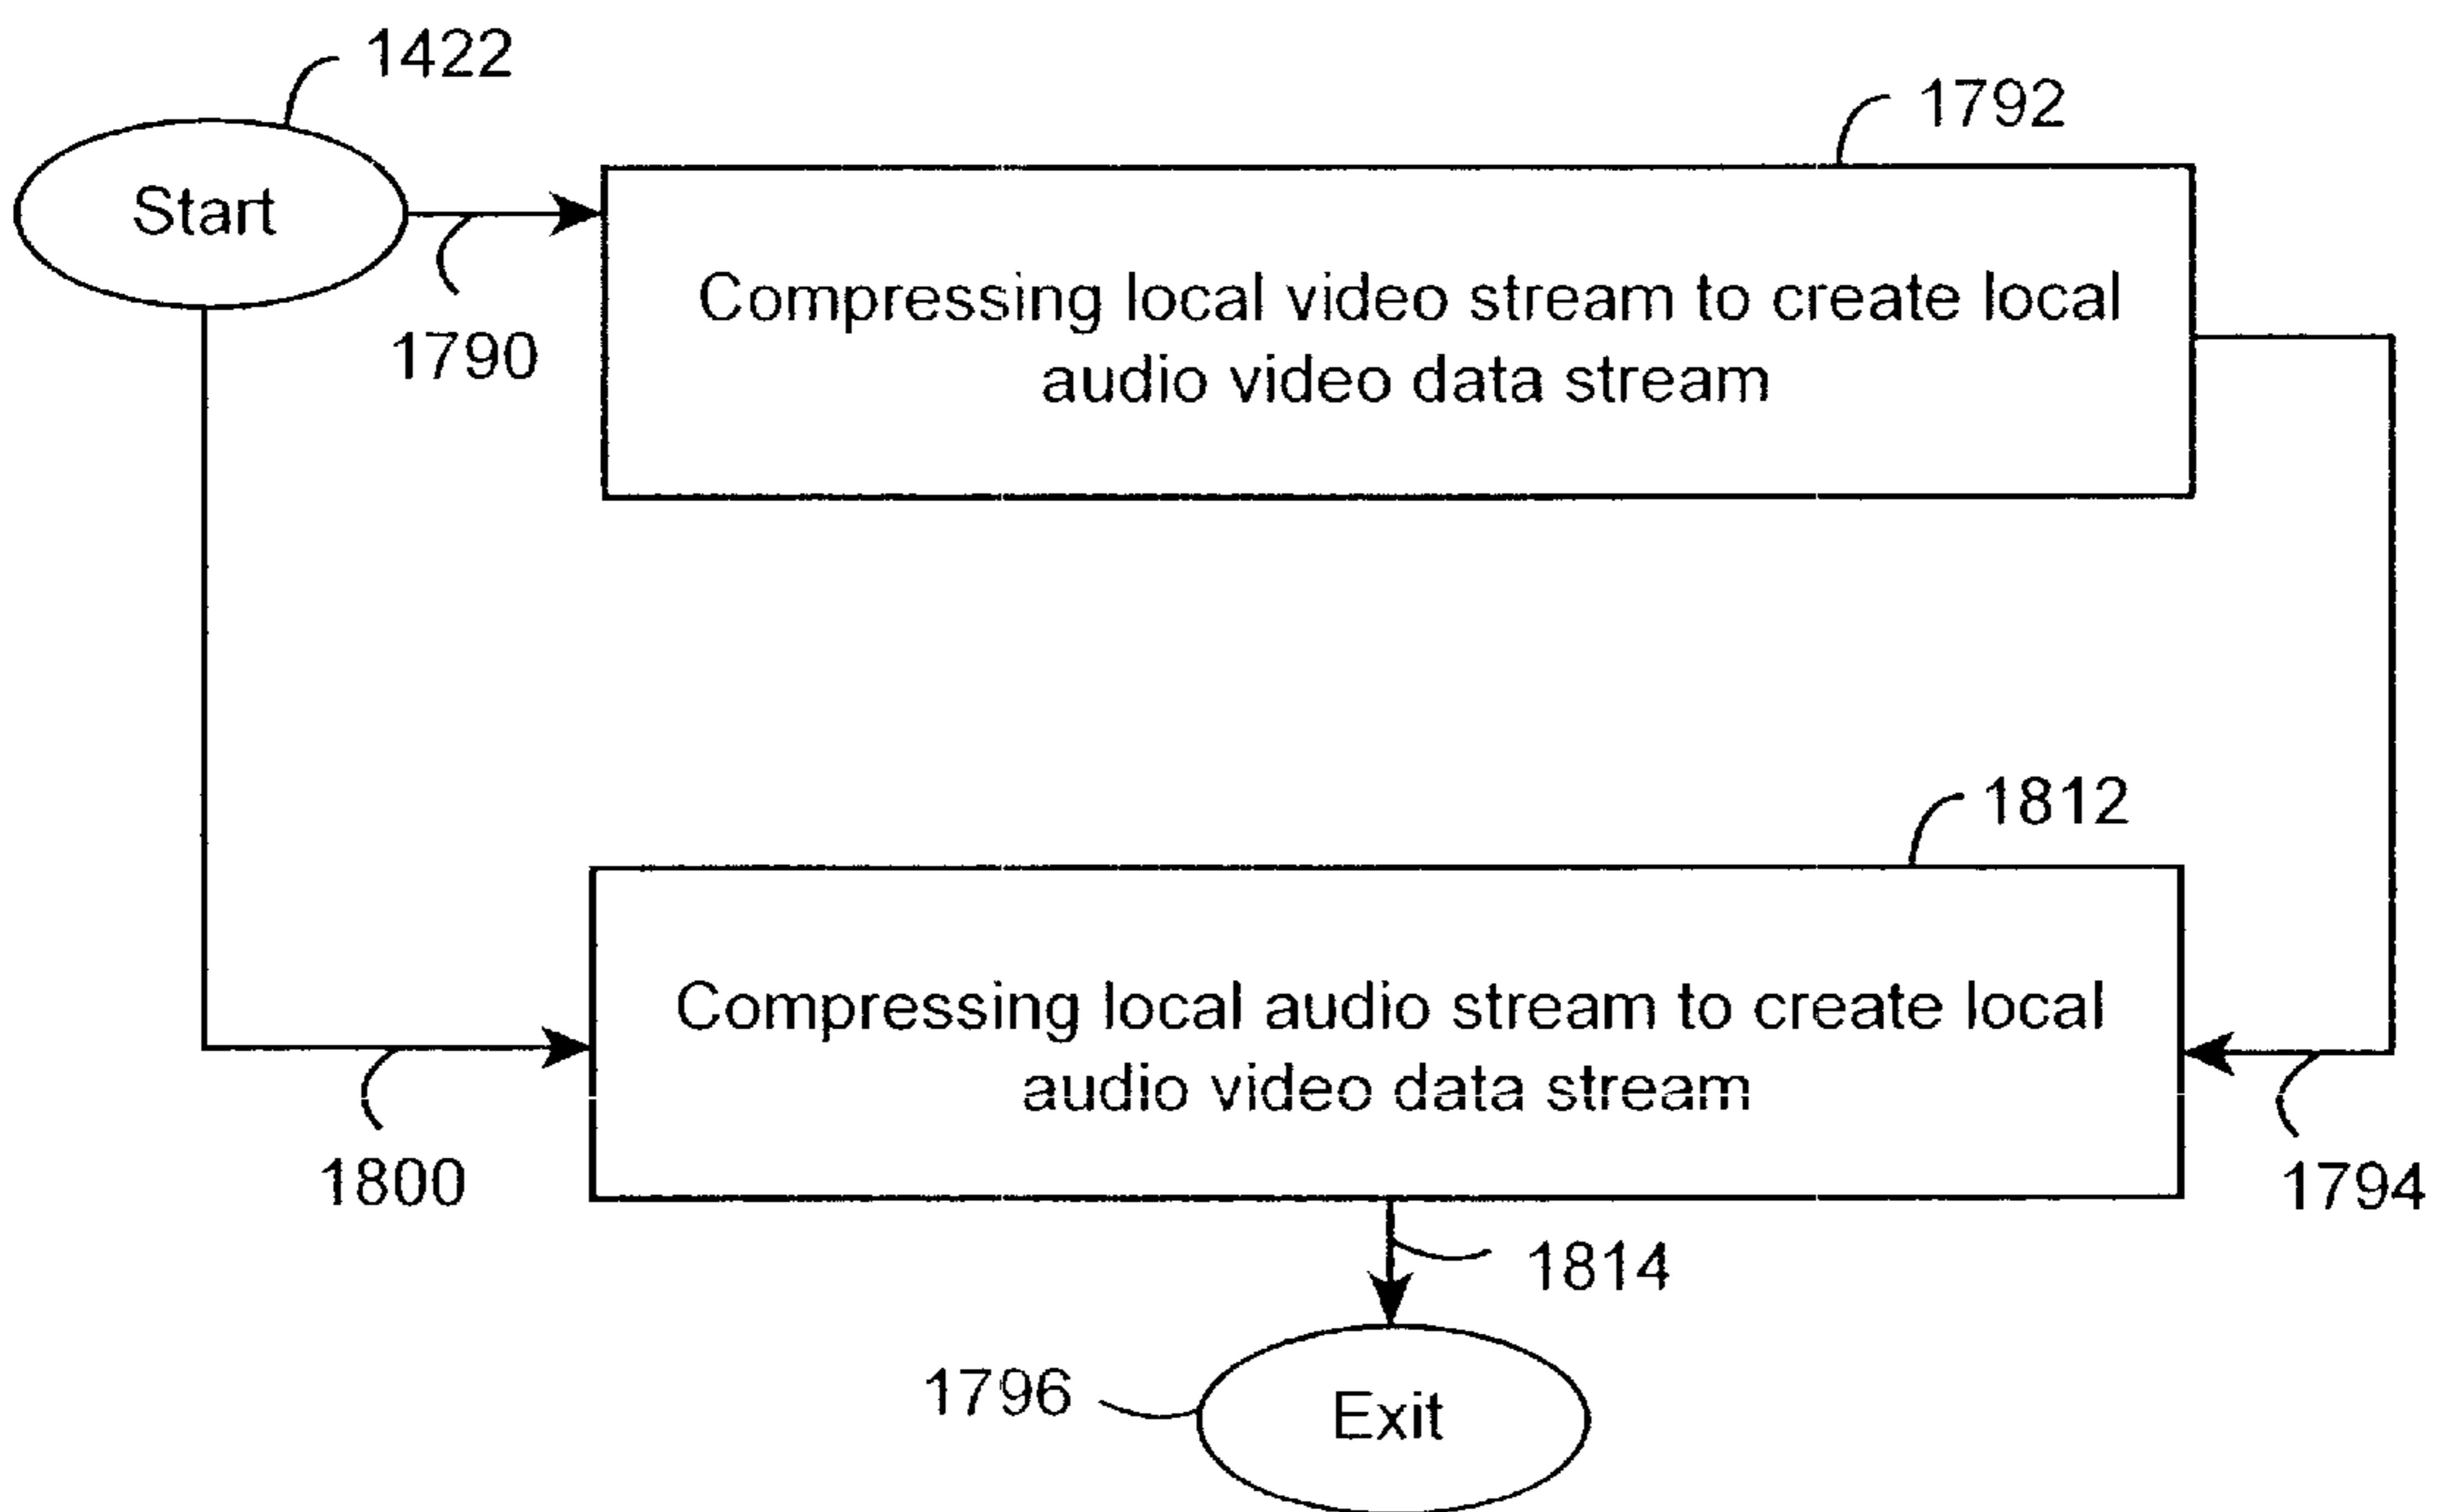 1422
1792
Start
Compressing local video stream to create local
audio video data stream
1790
1812
Compressing local audio stream to create local
audio video data stream
1800
1794
1814
1796
Exit